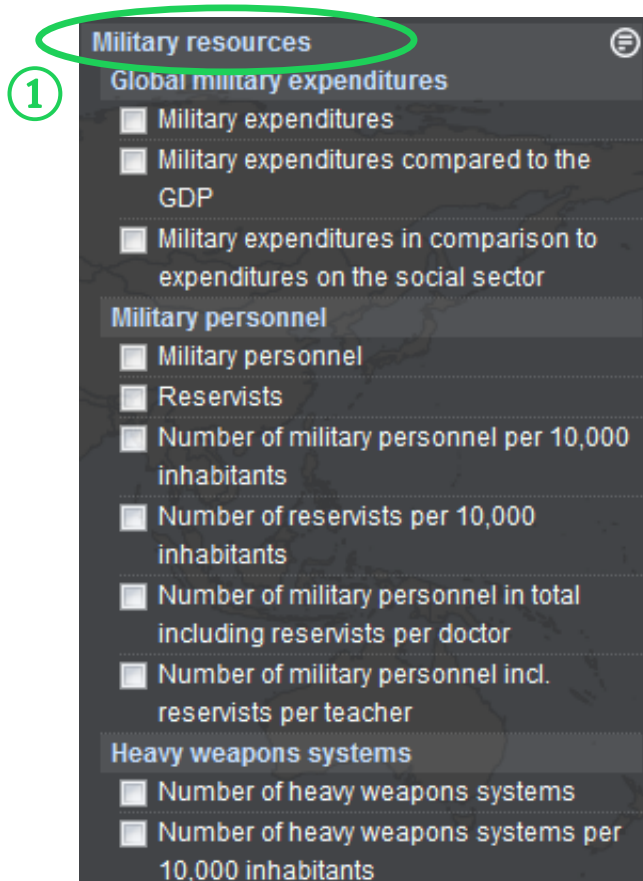 Military resources
①
Global military expenditures
Military expenditures
Military expenditures compared to the
GDP
Military expenditures in comparison to
expenditures on the social sector
Military personnel
Military personnel
Reservists
Number of military personnel per 10,000
inhabitants
Number of reservists per 10,000
inhabitants
Number of military personnel in total
including reservists per doctor
Number of military personnel incl.
reservists per teacher
Heavy weapons systems
Number of heavy weapons systems
Number of heavy weapons systems per
10,000 inhabitants